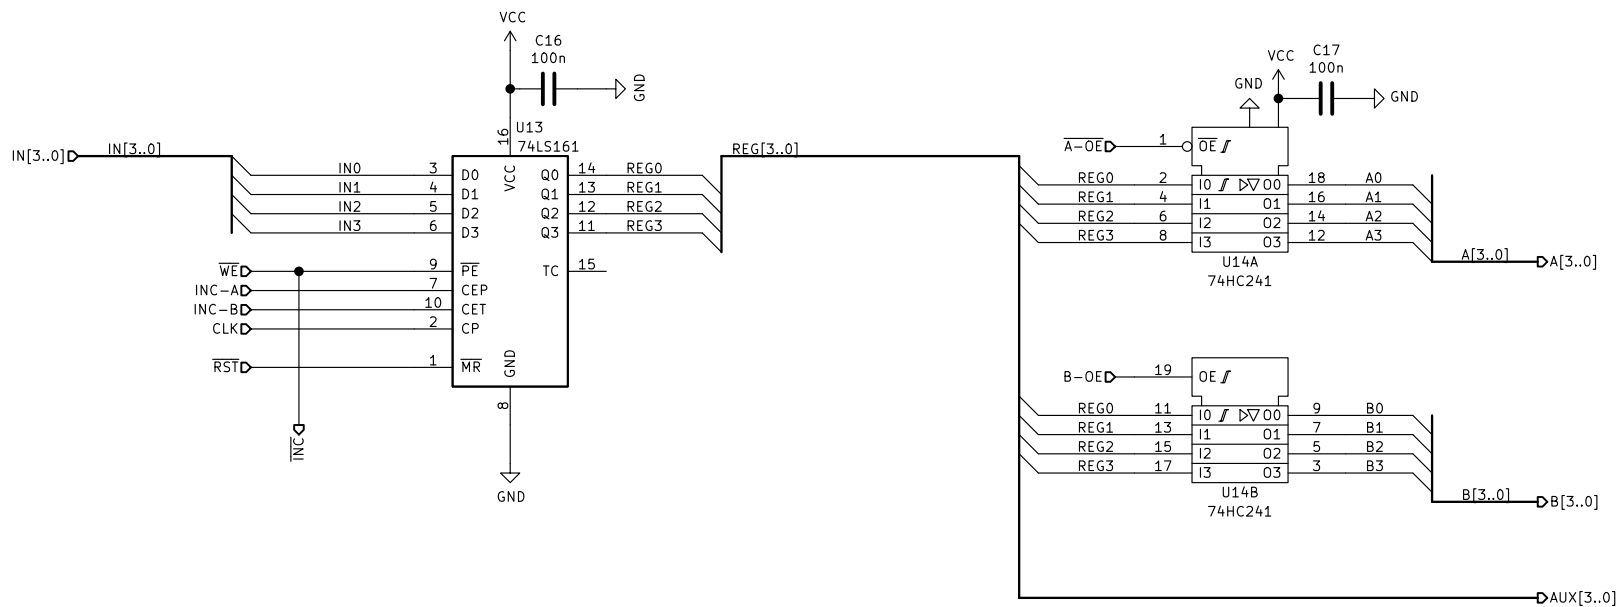 VCC
C16
100n
GND
16
U13
74LS161
IN[3..0]
IN[3..0]
IN0 3 D0
IN1 4 D1
IN2 5 D2
IN3 6 D3
VCC
Q0 14 REG0
Q1 13 REG1
Q2 12 REG2
Q3 11 REG3
WE 9 PE
TC 15
INC-A 7 CEP
INC-B 10 CET
CLK 2 CP
RST 1 MR
GND
8
INC
GND
REG[3..0]
VCC
C17
100n
GND
GND
A-OE 1 OE
REG0 2 I0 O0 18 A0
REG1 4 I1 O1 16 A1
REG2 6 I2 O2 14 A2
REG3 8 I3 O3 12 A3
U14A
74HC241
A[3..0]
A[3..0]
B-OE 19 OE
REG0 11 I0 O0 9 B0
REG1 13 I1 O1 7 B1
REG2 15 I2 O2 5 B2
REG3 17 I3 O3 3 B3
U14B
74HC241
B[3..0]
B[3..0]
AUX[3..0]